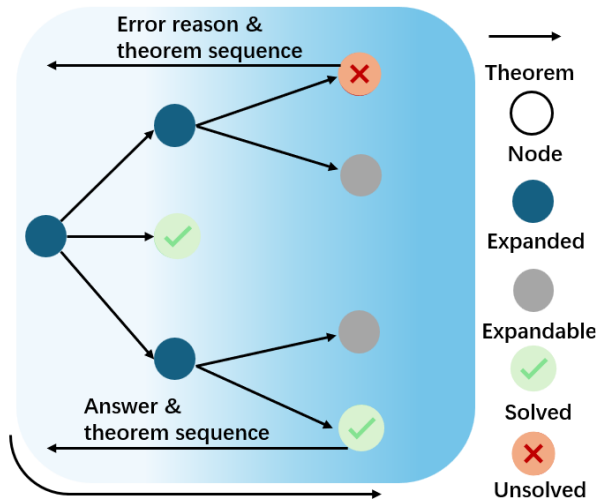 Error reason &
theorem sequence
Answer &
theorem sequence
Theorem
Node
Expanded
Expandable
Solved
Unsolved